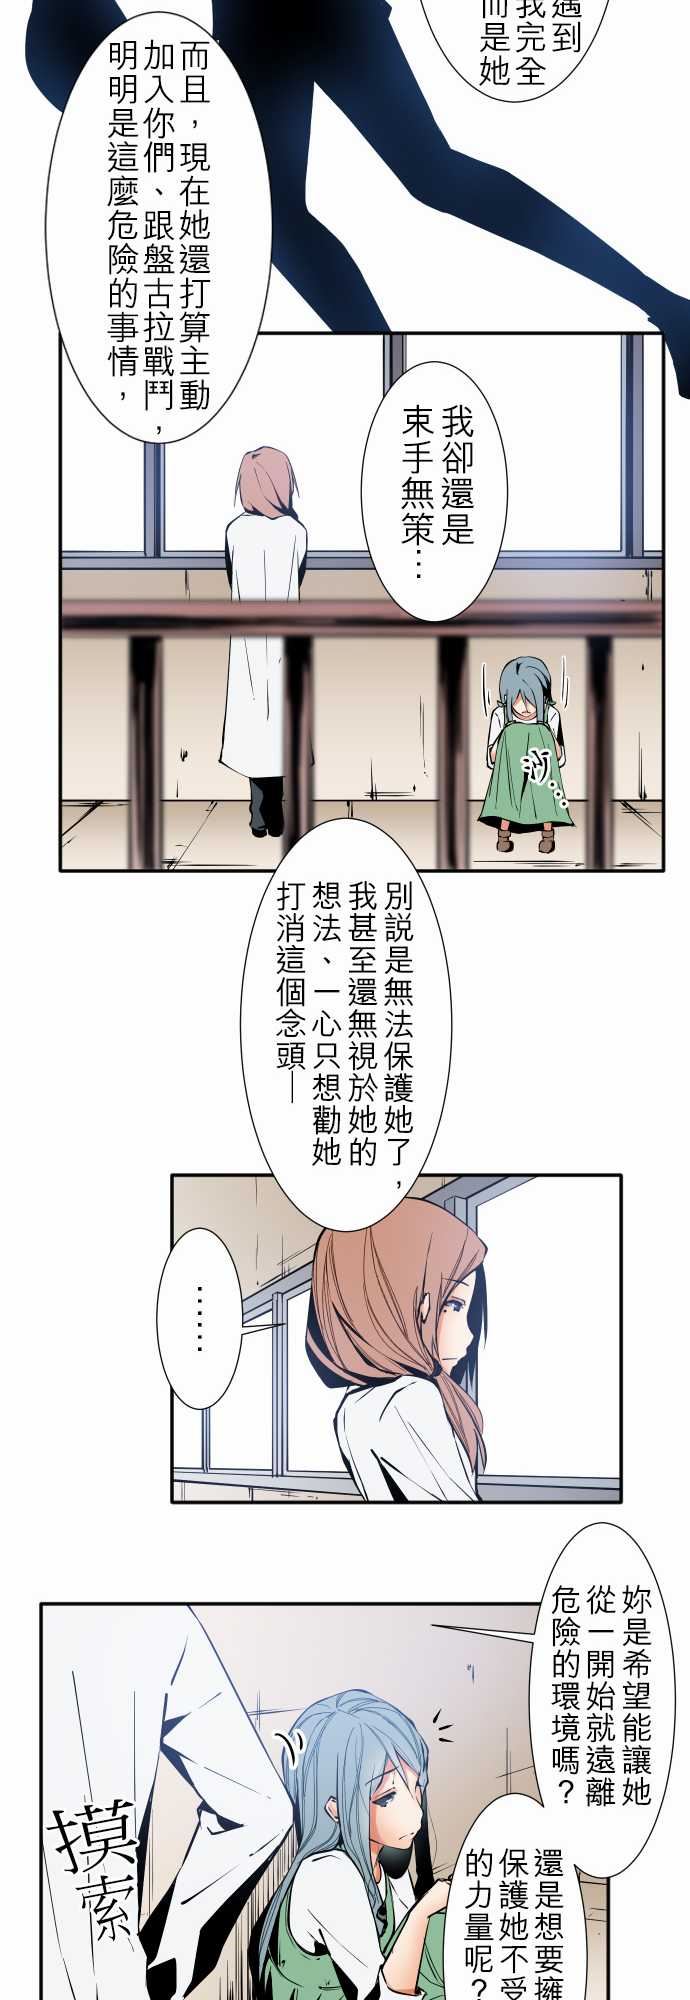 遇到
我完全
而是她
而且，現在她還打算主動
加入你們、跟盤古拉戰鬥，
明明是這麼危險的事情，
我卻還是
束手無策…
沙…
別説是無法保護她了，
我甚至還無視於她的
想法、一心只想勸她
打消這個念頭—
……
妳是希望能讓她
從一開始就遠離
危險的環境嗎？
還是想要擁
保護她不受
的力量呢？
摸索